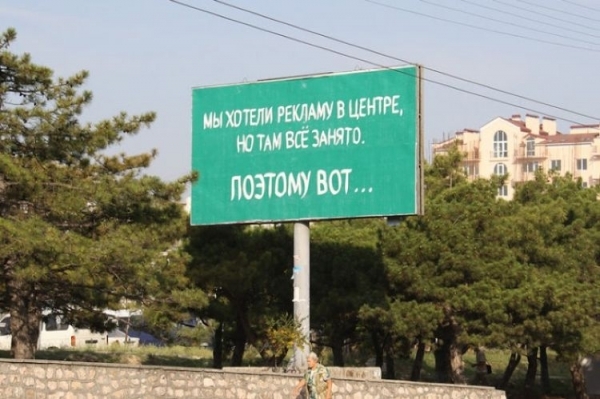 МЫ ХОТЕЛИ РЕКЛАМУ В ЦЕНТРЕ,
НО ТАМ ВСЁ ЗАНЯТО.
ПОЭТОМУ ВОТ...